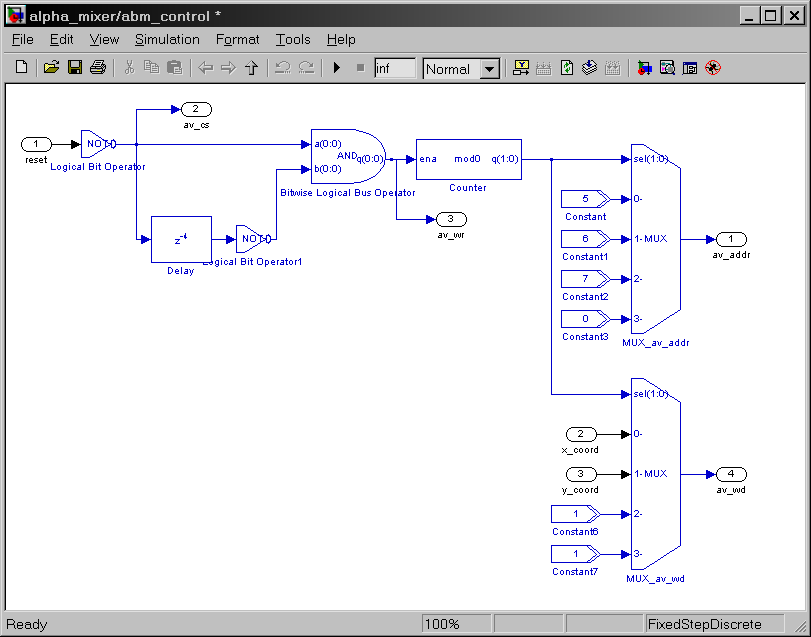 alpha_mixer/abm_control *
File Edit View Simulation Format Tools Help
inf Normal
2
av_cs
1
reset
NOT
Logical Bit Operator
a(0:0)
AND
q(0:0)
b(0:0)
Bitwise Logical Bus Operator
ena mod0 q(1:0)
Counter
3
av_wr
z-4
Delay
NOT
Logical Bit Operator1
sel(1:0)
5
Constant
0-
6
Constant1
1- MUX
7
Constant2
2-
0
Constant3
3-
MUX_av_addr
1
av_addr
sel(1:0)
2
x_coord
0-
3
y_coord
1- MUX
1
Constant6
2-
1
Constant7
3-
MUX_av_wd
4
av_wd
Ready 100% FixedStepDiscrete